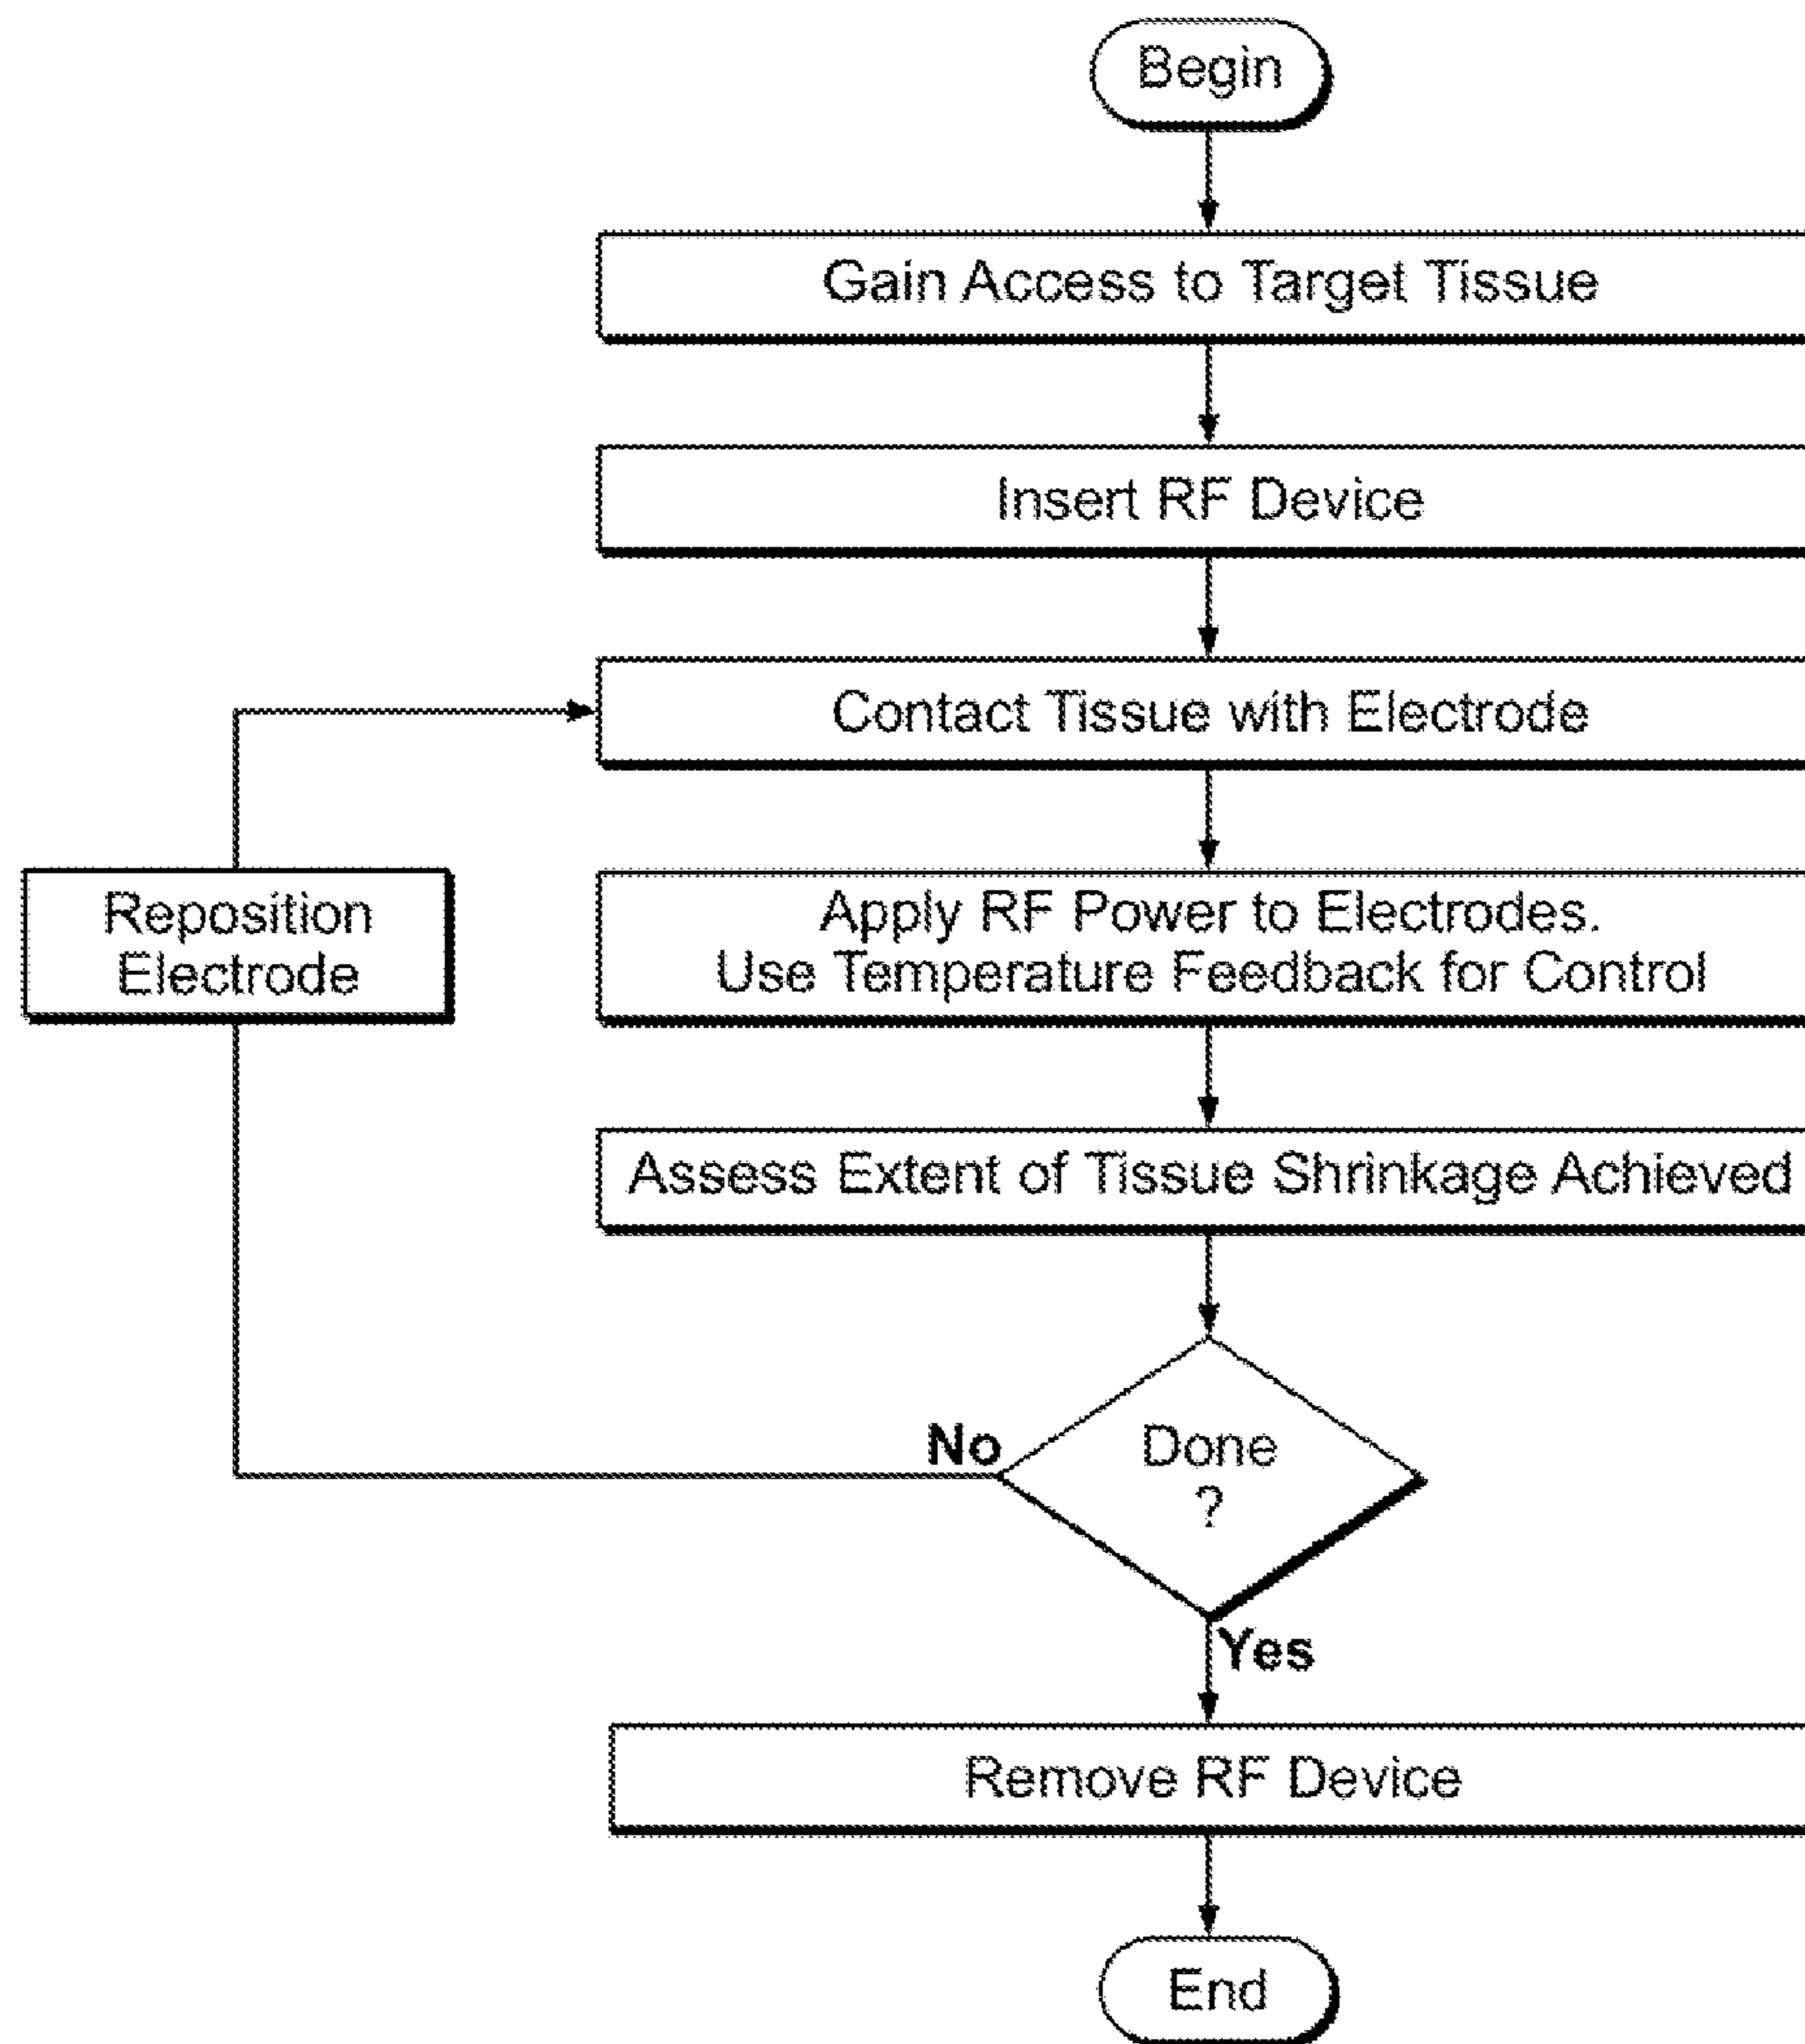 Begin
Gain Access to Target Tissue
Insert RF Device
Contact Tissue with Electrode
Reposition
Electrode
Apply RF Power to Electrodes.
Use Temperature Feedback for Control
Assess Extent of Tissue Shrinkage Achieved
No
Done
?
Yes
Remove RF Device
End